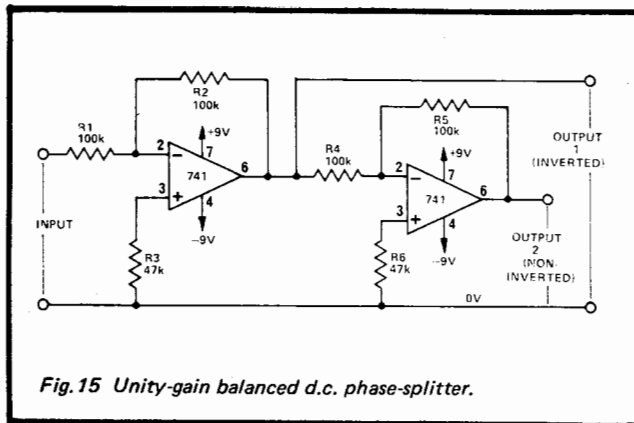 R2
100k
R1
100k
2
3
+9V
7
741
6
4
-9V
R3
47k
INPUT
R4
100k
R5
100k
2
3
+9V
7
741
6
4
-9V
R6
47k
0V
OUTPUT
1
(INVERTED)
OUTPUT
2
(NON-
INVERTED)
Fig. 15 Unity-gain balanced d.c. phase-splitter.